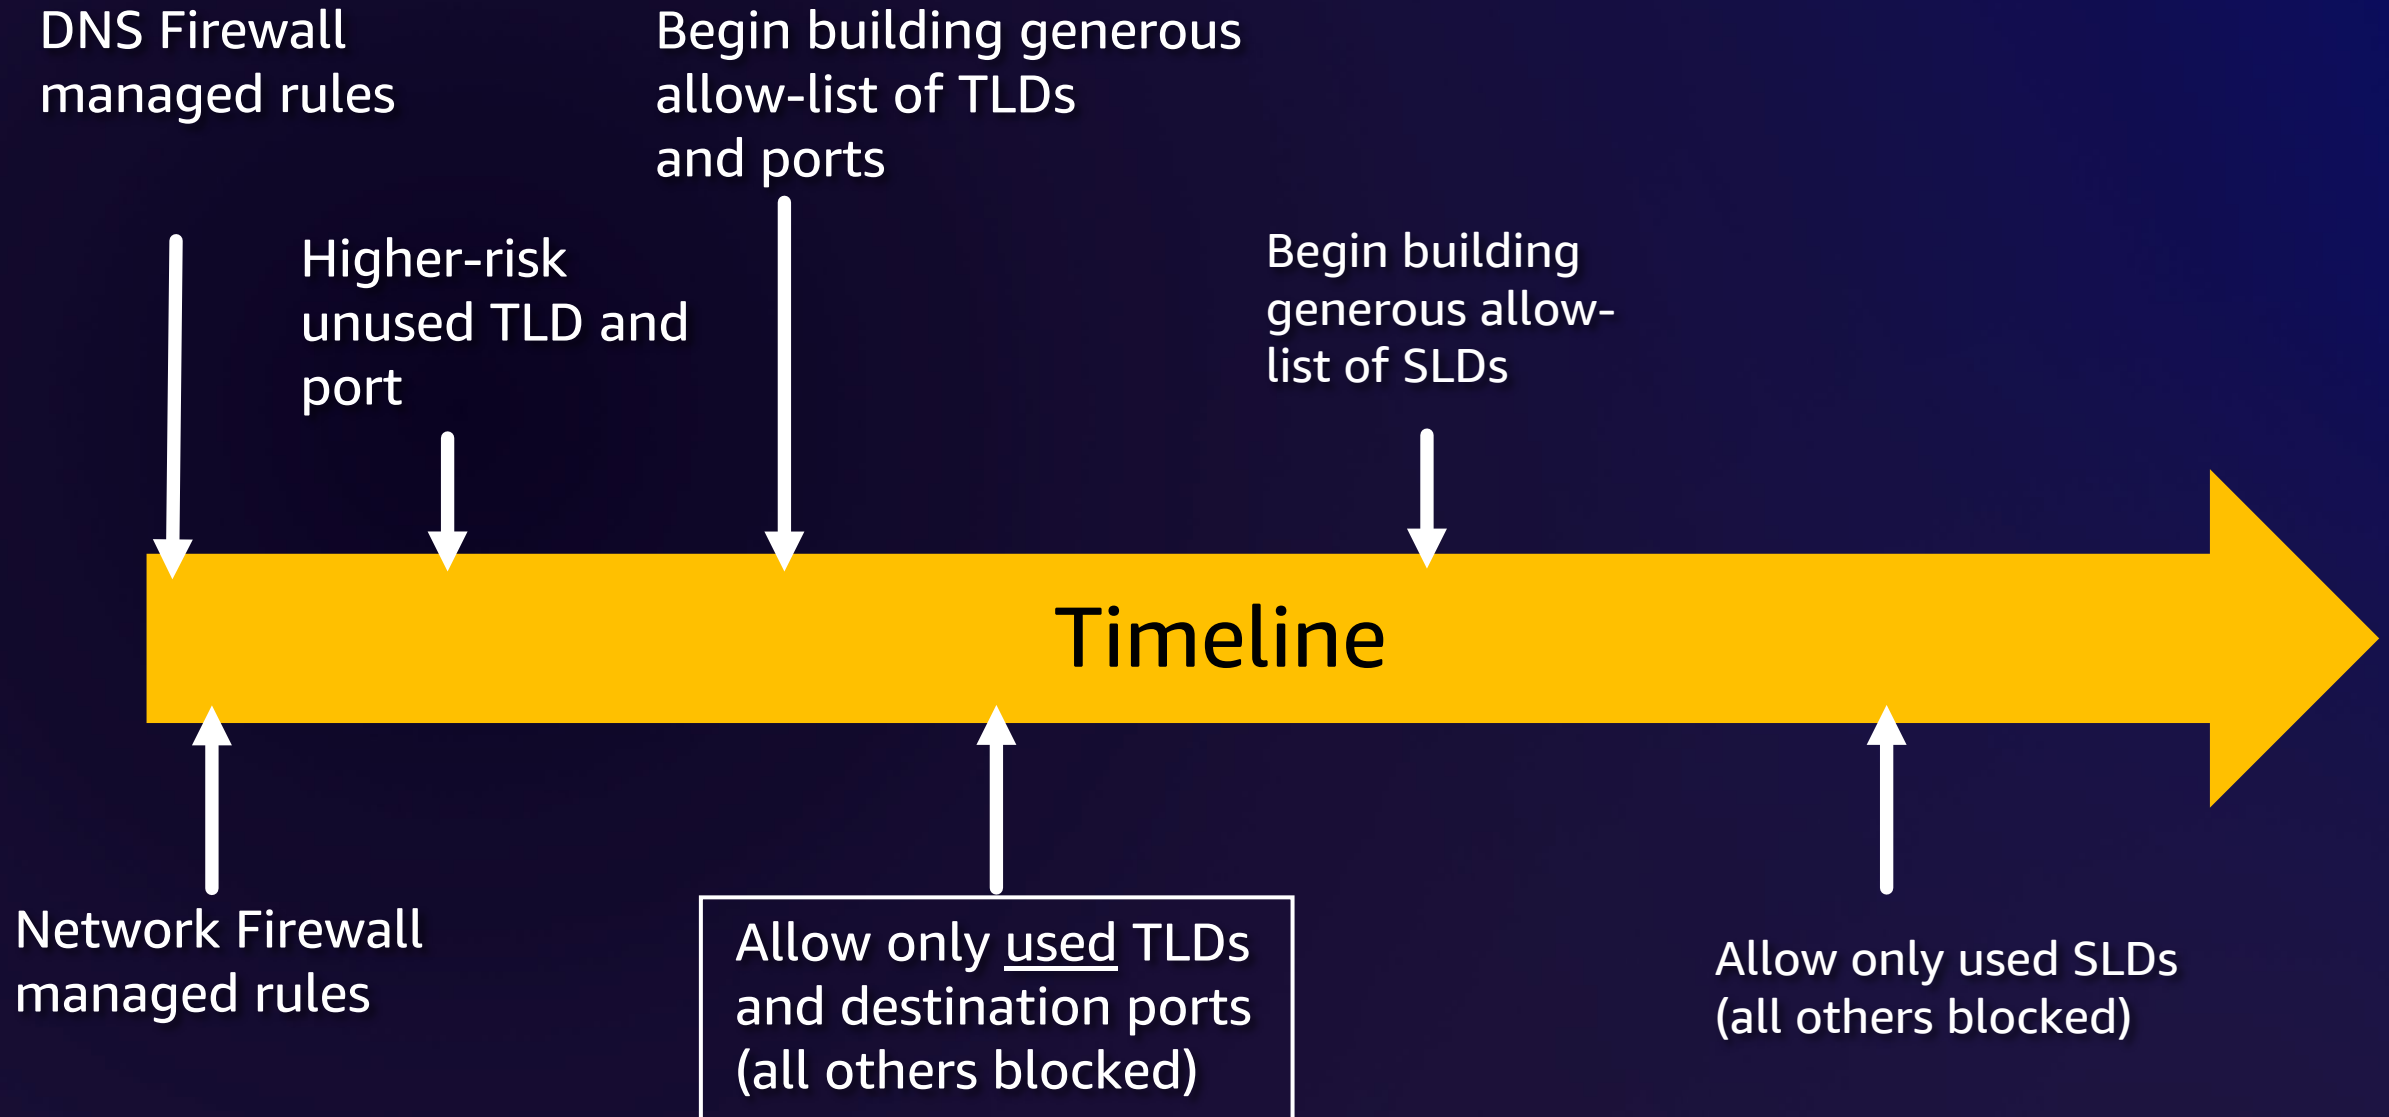 DNS Firewall
managed rules
Begin building generous
allow-list of TLDs
and ports
Higher-risk
unused TLD and
port
Begin building
generous allow-
list of SLDs
Timeline
Network Firewall
managed rules
Allow only used TLDs
and destination ports
(all others blocked)
Allow only used SLDs
(all others blocked)